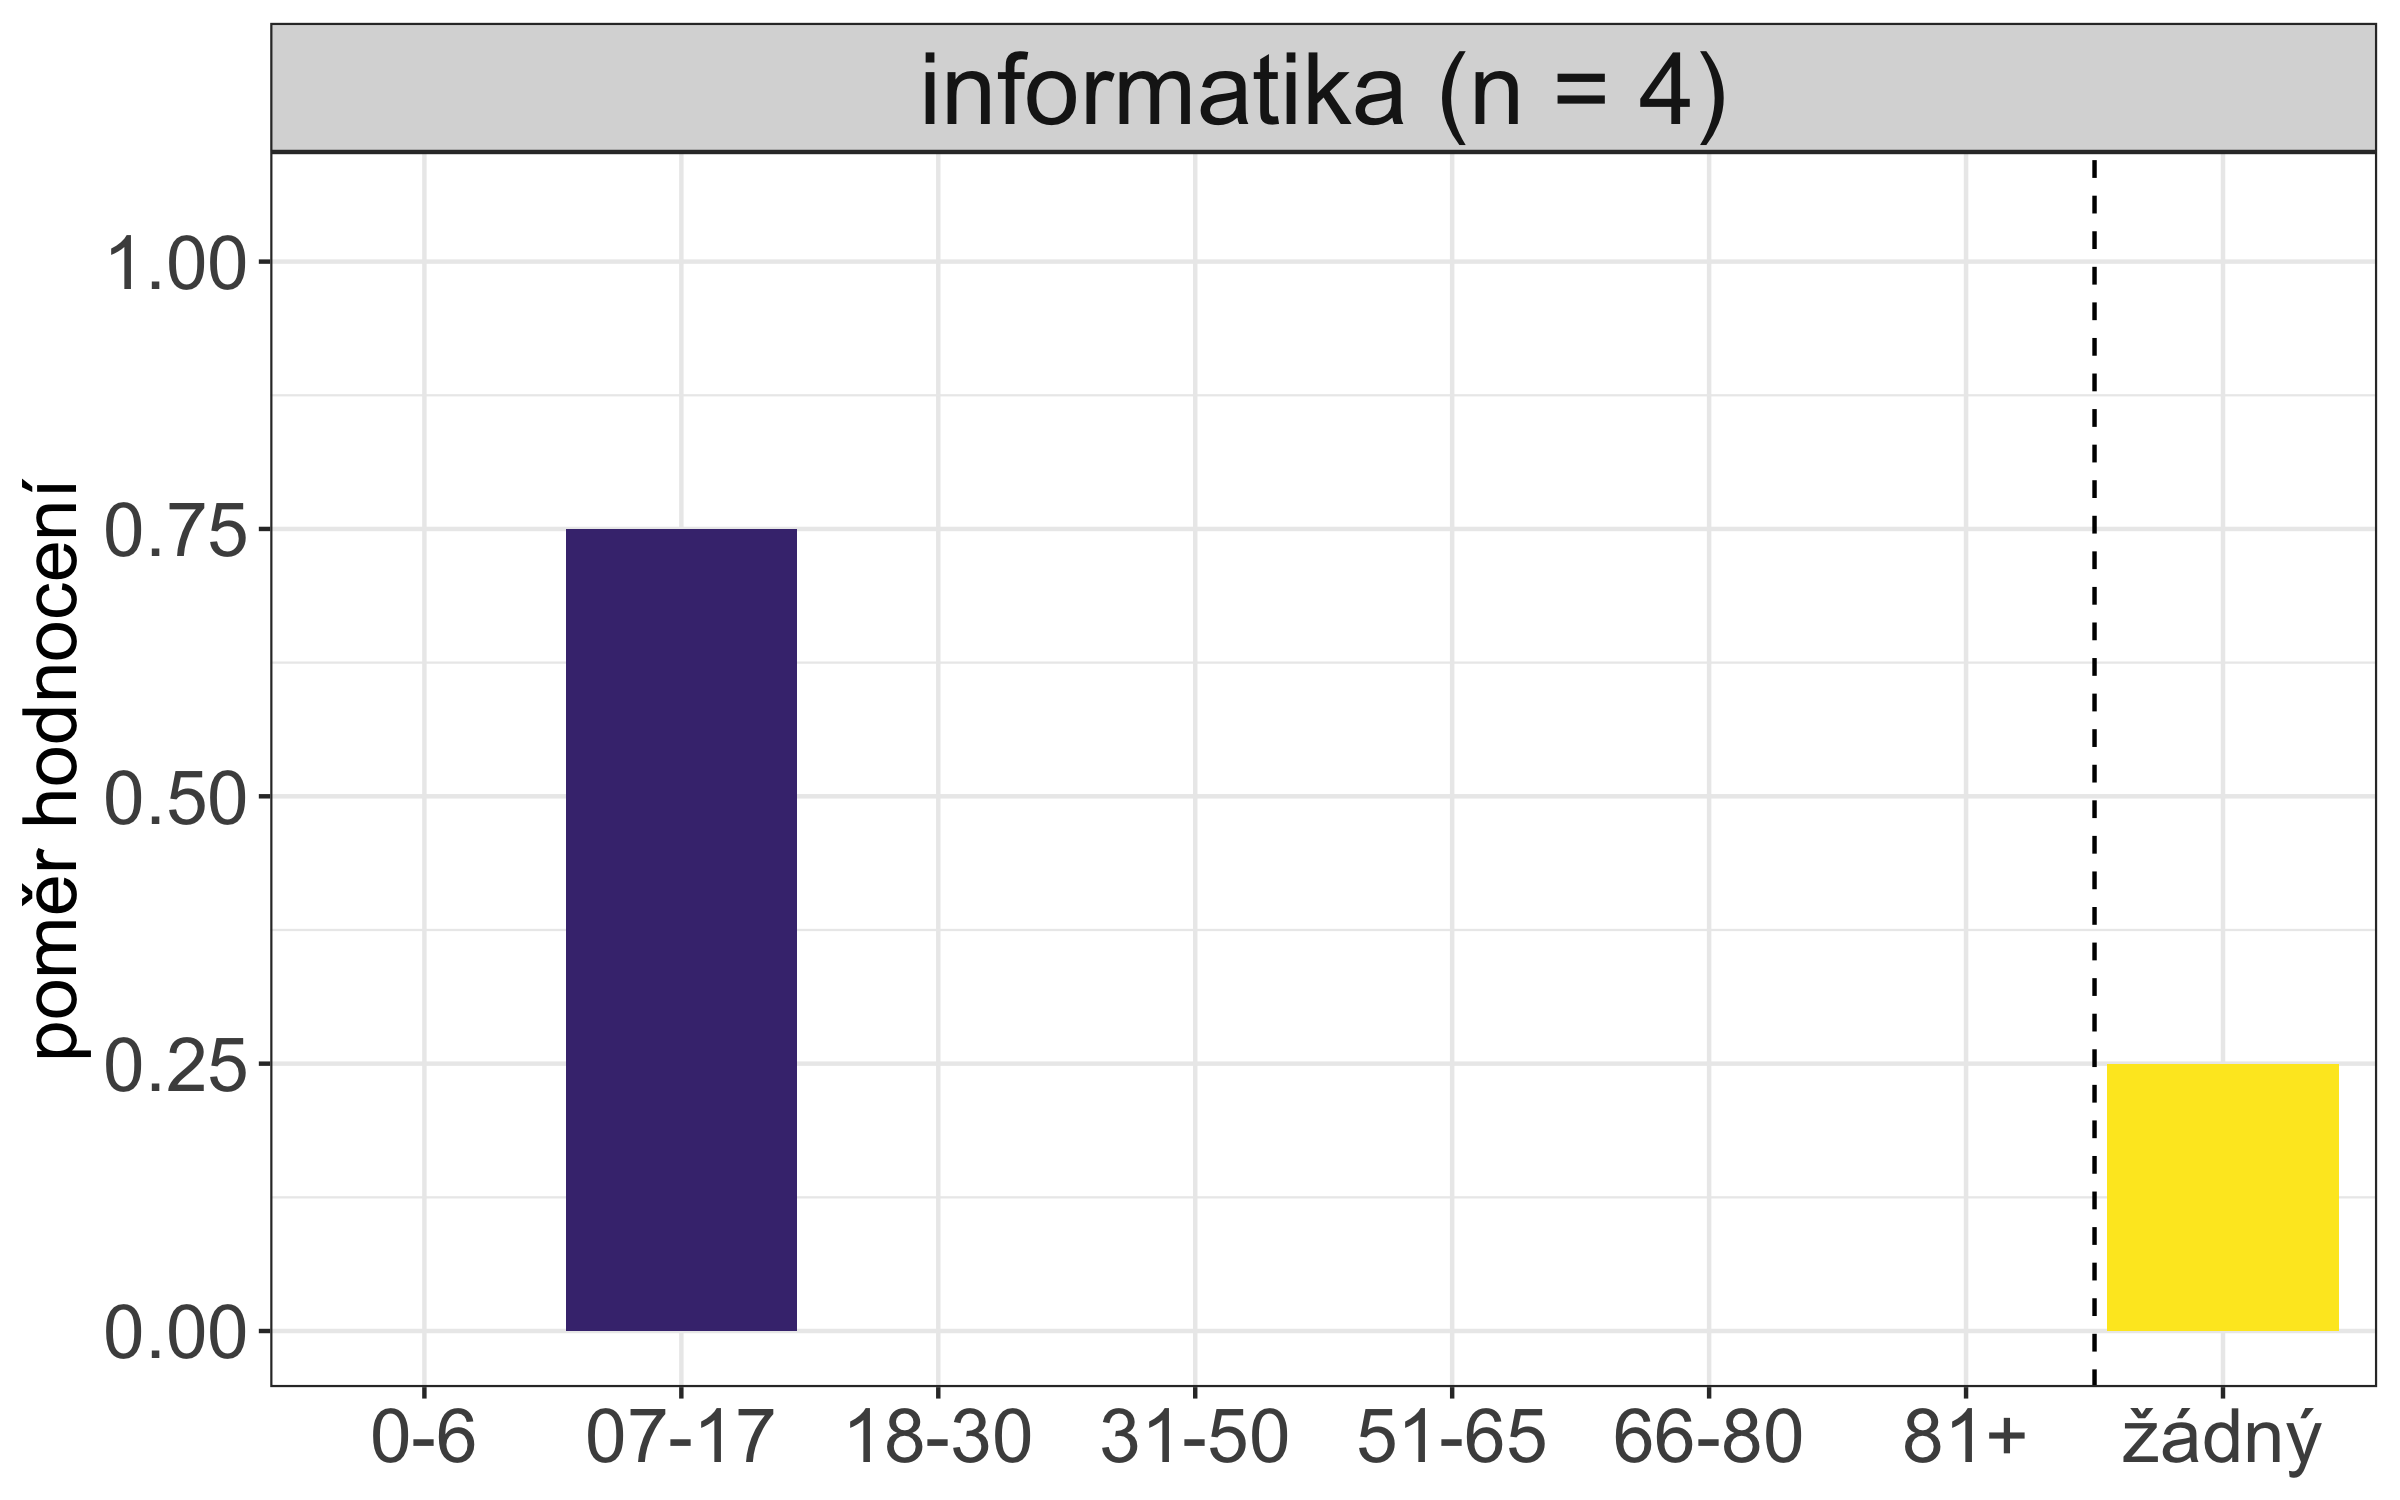 informatika (n = 4)
poměr hodnocení
1.00
0.75
0.50
0.25
0.00
0-6 07-17 18-30 31-50 51-65 66-80 81+ žádný